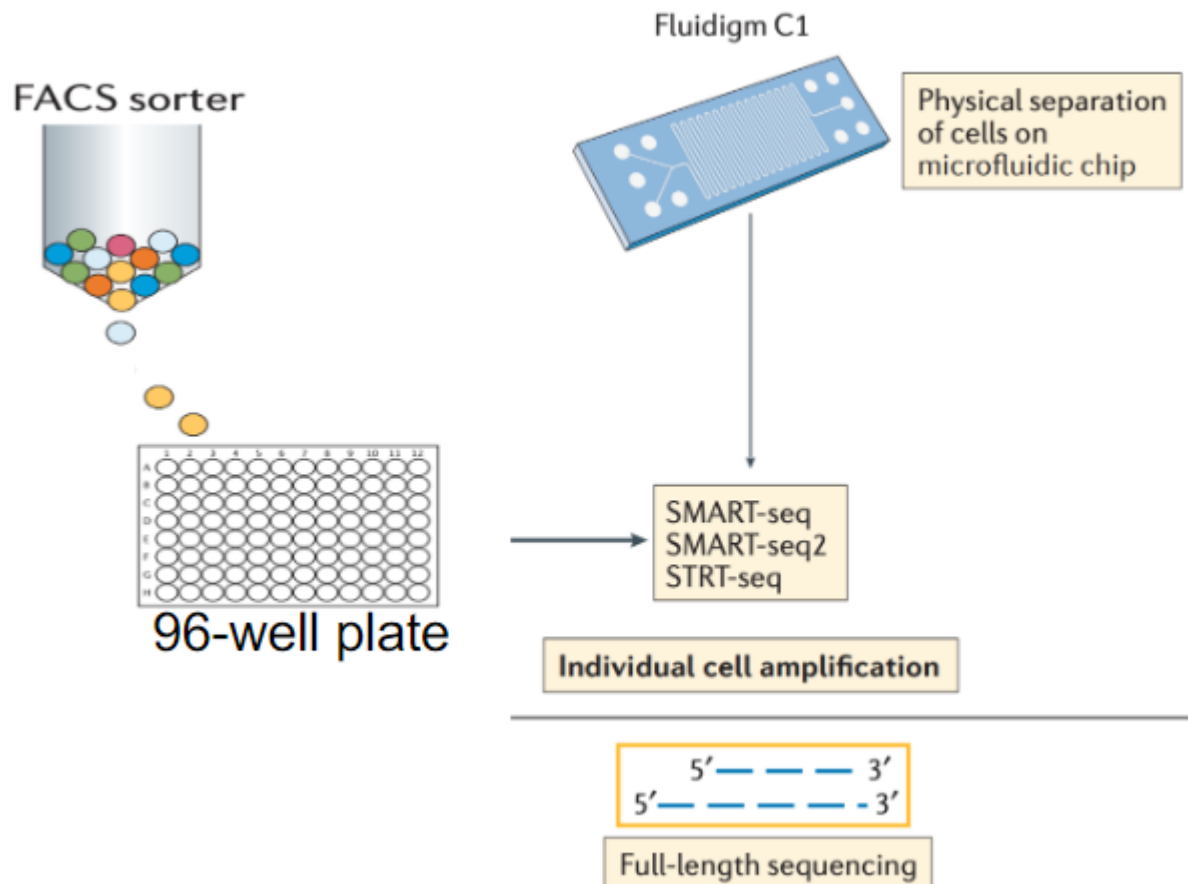 Fluidigm C1
FACS sorter
Physical separation
of cells on
microfluidic chip
1 2 3 4 5 6 7 8 9 10 11 12
A
B
C
D
E
F
G
H
96-well plate
SMART-seq
SMART-seq2
STRT-seq
Individual cell amplification
5′ 3′
5′ 3′
Full-length sequencing